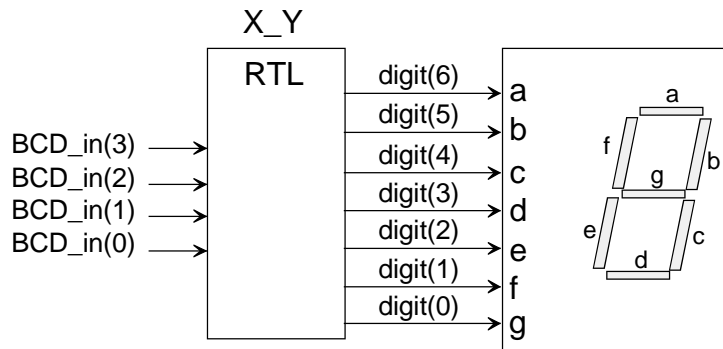 X_Y
RTL
BCD_in(3)
BCD_in(2)
BCD_in(1)
BCD_in(0)
digit(6)
digit(5)
digit(4)
digit(3)
digit(2)
digit(1)
digit(0)
a
b
c
d
e
f
g
a
f
b
g
e
c
d